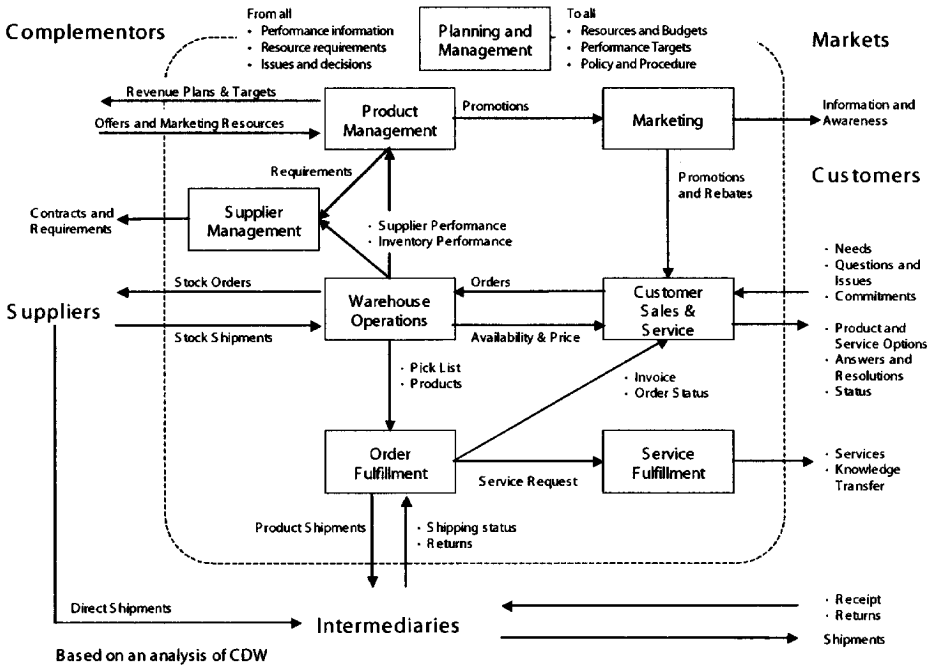 Complementors
From all
· Performance information
· Resource requirements
· Issues and decisions
Planning and
Management
To all
· Resources and Budgets
· Performance Targets
· Policy and Procedure
Markets
Revenue Plans & Targets
Offers and Marketing Resources
Product
Management
Promotions
Marketing
Information and
Awareness
Requirements
Promotions
and Rebates
Customers
Contracts and
Requirements
Supplier
Management
· Supplier Performance
· Inventory Performance
· Needs
· Questions and
Issues
· Commitments
Stock Orders
Warehouse
Operations
Orders
Customer
Sales &
Service
Suppliers
Stock Shipments
Availability & Price
· Product and
Service Options
· Answers and
Resolutions
· Status
· Pick List
· Products
· Invoice
· Order Status
Order
Fulfillment
Service Request
Service
Fulfillment
· Services
· Knowledge
Transfer
Product Shipments
· Shipping status
· Returns
Direct Shipments
Intermediaries
· Receipt
· Returns
Shipments
Based on an analysis of CDW